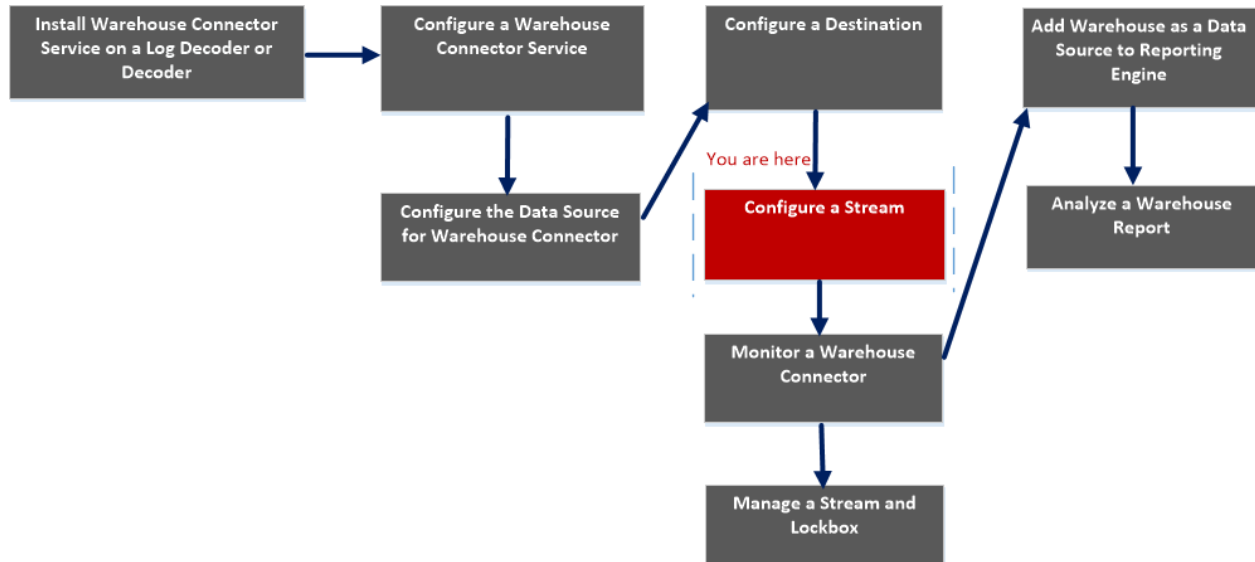 Install Warehouse Connector
Service on a Log Decoder or
Decoder
Configure a Warehouse
Connector Service
Configure the Data Source
for Warehouse Connector
Configure a Destination
You are here
Configure a Stream
Monitor a Warehouse
Connector
Manage a Stream and
Lockbox
Add Warehouse as a Data
Source to Reporting
Engine
Analyze a Warehouse
Report